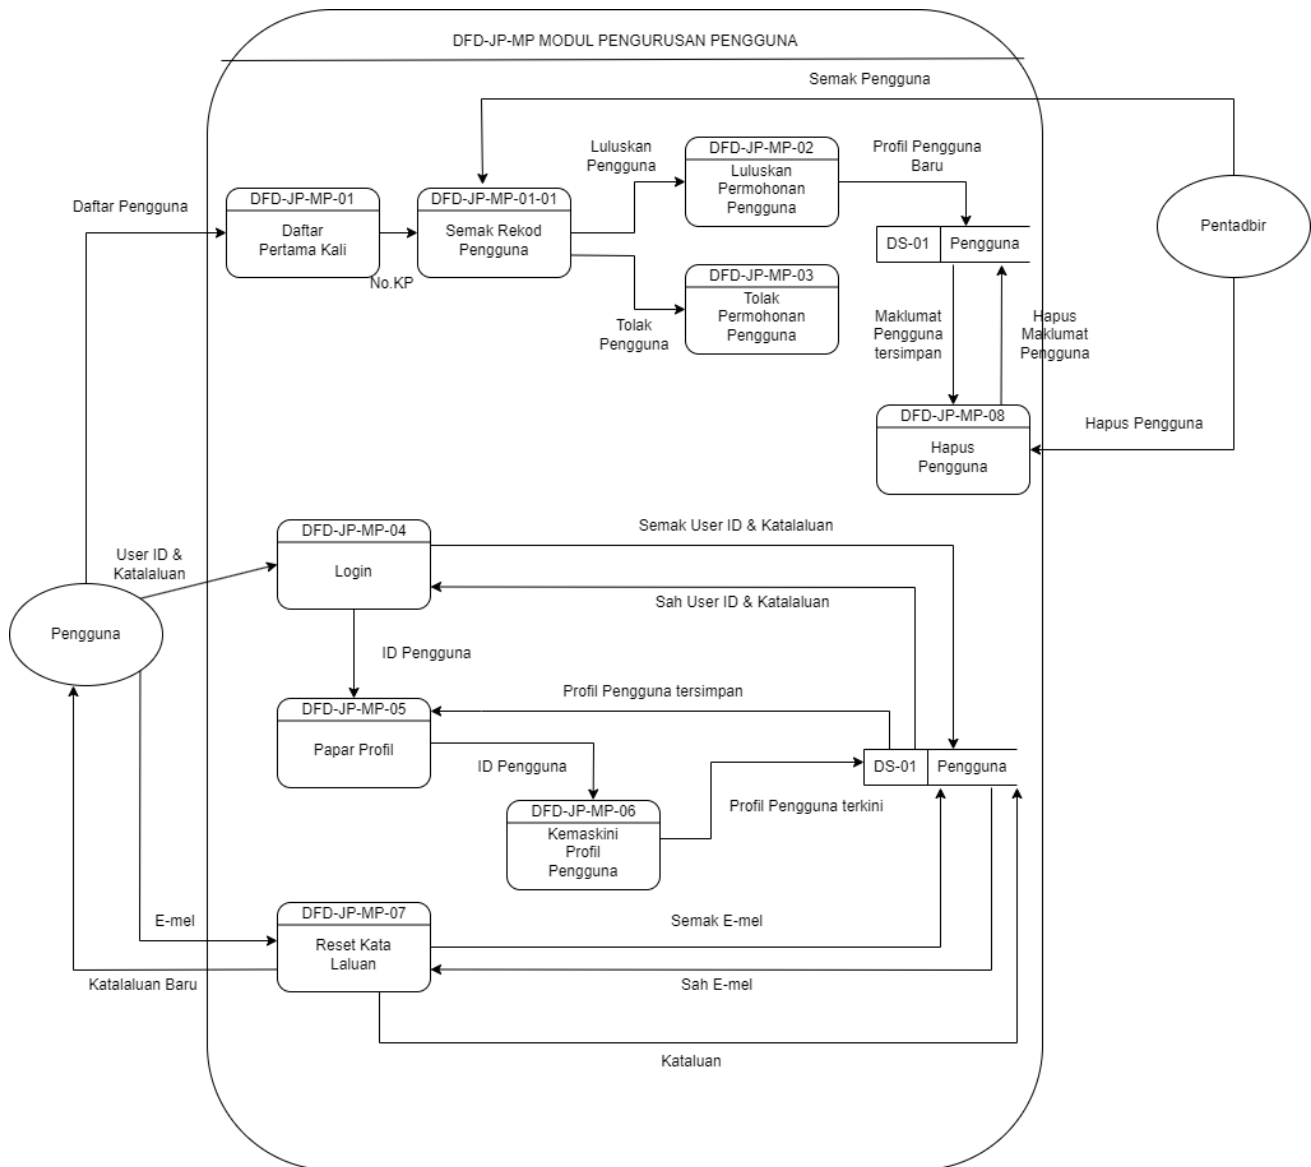 DFD-JP-MP MODUL PENGURUSAN PENGGUNA
Semak Pengguna
Luluskan
Pengguna
DFD-JP-MP-02
Luluskan
Permohonan
Pengguna
Profil Pengguna
Baru
Daftar Pengguna
DFD-JP-MP-01
Daftar
Pertama Kali
No.KP
DFD-JP-MP-01-01
Semak Rekod
Pengguna
Pentadbir
DS-01
Pengguna
DFD-JP-MP-03
Tolak
Permohonan
Pengguna
Tolak
Pengguna
Maklumat
Pengguna
tersimpan
Hapus
Maklumat
Pengguna
DFD-JP-MP-08
Hapus
Pengguna
Hapus Pengguna
DFD-JP-MP-04
Login
Semak User ID & Katalaluan
User ID &
Katalaluan
Sah User ID & Katalaluan
Pengguna
ID Pengguna
Profil Pengguna tersimpan
DFD-JP-MP-05
Papar Profil
ID Pengguna
DS-01
Pengguna
DFD-JP-MP-06
Kemaskini
Profil
Pengguna
Profil Pengguna terkini
E-mel
DFD-JP-MP-07
Reset Kata
Laluan
Semak E-mel
Katalaluan Baru
Sah E-mel
Kataluan